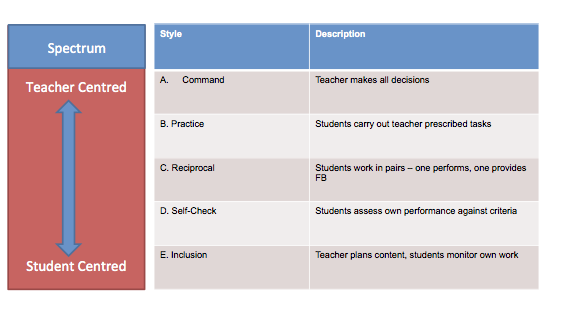 Spectrum
Teacher Centred
Student Centred
Style Description
A. Command Teacher makes all decisions
B. Practice Students carry out teacher prescribed tasks
C. Reciprocal Students work in pairs – one performs, one provides
FB
D. Self-Check Students assess own performance against criteria
E. Inclusion Teacher plans content, students monitor own work